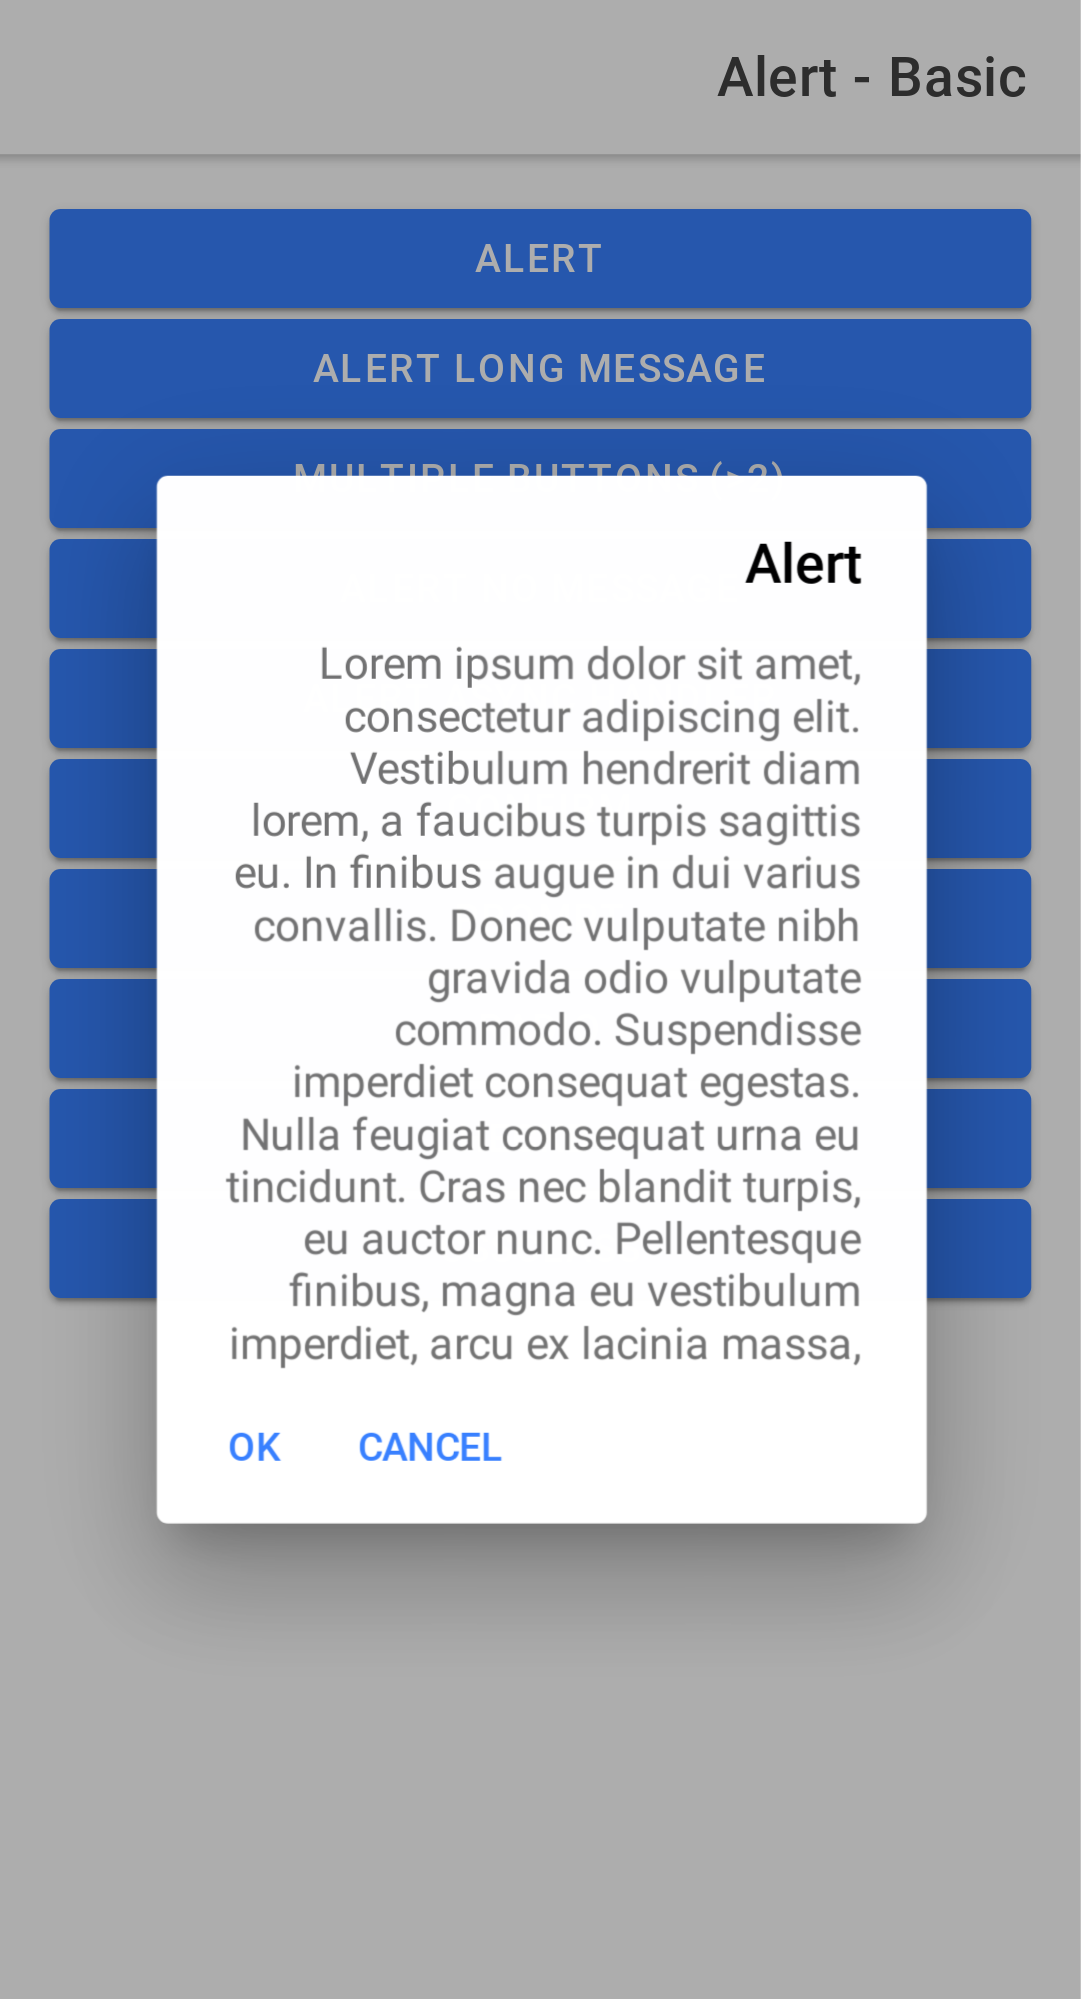 Alert - Basic
ALERT
ALERT LONG MESSAGE
MULTIPLE BUTTONS (>2)
Alert
Lorem ipsum dolor sit amet,
consectetur adipiscing elit.
Vestibulum hendrerit diam
lorem, a faucibus turpis sagittis
eu. In finibus augue in dui varius
convallis. Donec vulputate nibh
gravida odio vulputate
commodo. Suspendisse
imperdiet consequat egestas.
Nulla feugiat consequat urna eu
tincidunt. Cras nec blandit turpis,
eu auctor nunc. Pellentesque
finibus, magna eu vestibulum
imperdiet, arcu ex lacinia massa,
OK CANCEL